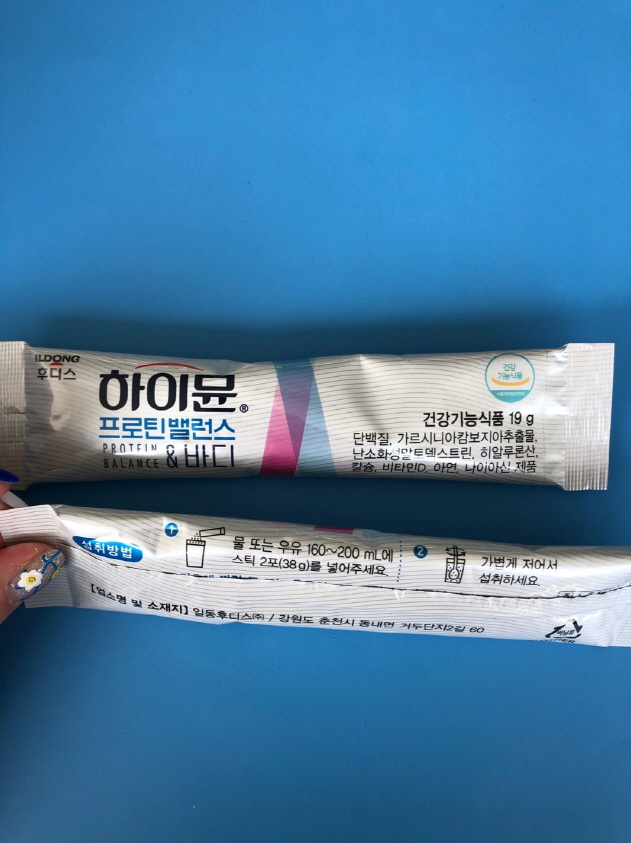 ILDONG
후디스
하이뮨®
프로틴밸런스
PROTEIN
BALANCE &바디
건강
기능식품
건강기능식품 19 g
단백질, 가르시니아캄보지아추출물,
난소화성말토덱스트린, 히알루론산,
칼슘, 비타민D, 아연, 나이아신 제품
섭취방법
1
물 또는 우유 160~200 mL에
스틱 2포(38g)를 넣어주세요.
2
가볍게 저어서
섭취하세요.
[업소명 및 소재지] 일동후디스㈜ / 강원도 춘천시 동내면 거두단지2길 60